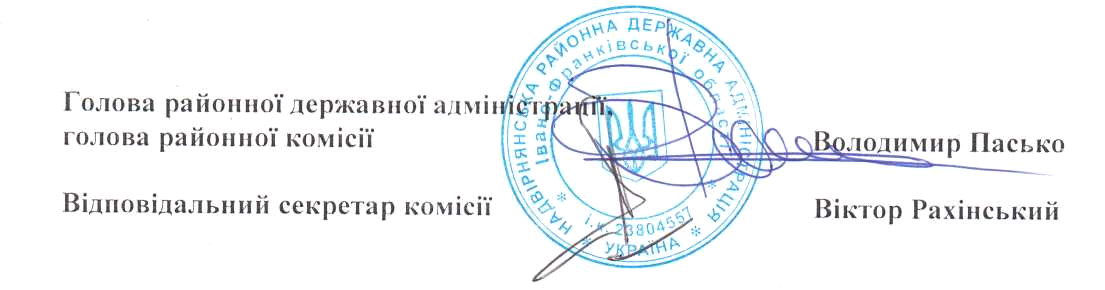 Голова районної державної адміністрації,
голова районної комісії
Володимир Пасько
Відповідальний секретар комісії
Віктор Рахінський
НАДВІРНЯНСЬКА РАЙОННА ДЕРЖАВНА АДМІНІСТРАЦІЯ
Івано-Франківської області
і.к. 23804557
* УКРАЇНА *